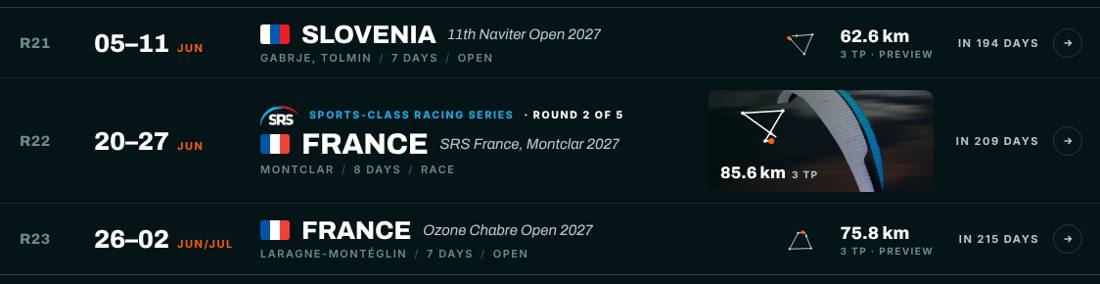 R21
05–11 JUN
SLOVENIA 11th Naviter Open 2027
GABRJE, TOLMIN / 7 DAYS / OPEN
62.6 km
3 TP · PREVIEW
IN 194 DAYS
R22
20–27 JUN
SRS SPORTS-CLASS RACING SERIES · ROUND 2 OF 5
FRANCE SRS France, Montclar 2027
MONTCLAR / 8 DAYS / RACE
85.6 km 3 TP
IN 209 DAYS
R23
26–02 JUN/JUL
FRANCE Ozone Chabre Open 2027
LARAGNE-MONTÉGLIN / 7 DAYS / OPEN
75.8 km
3 TP · PREVIEW
IN 215 DAYS